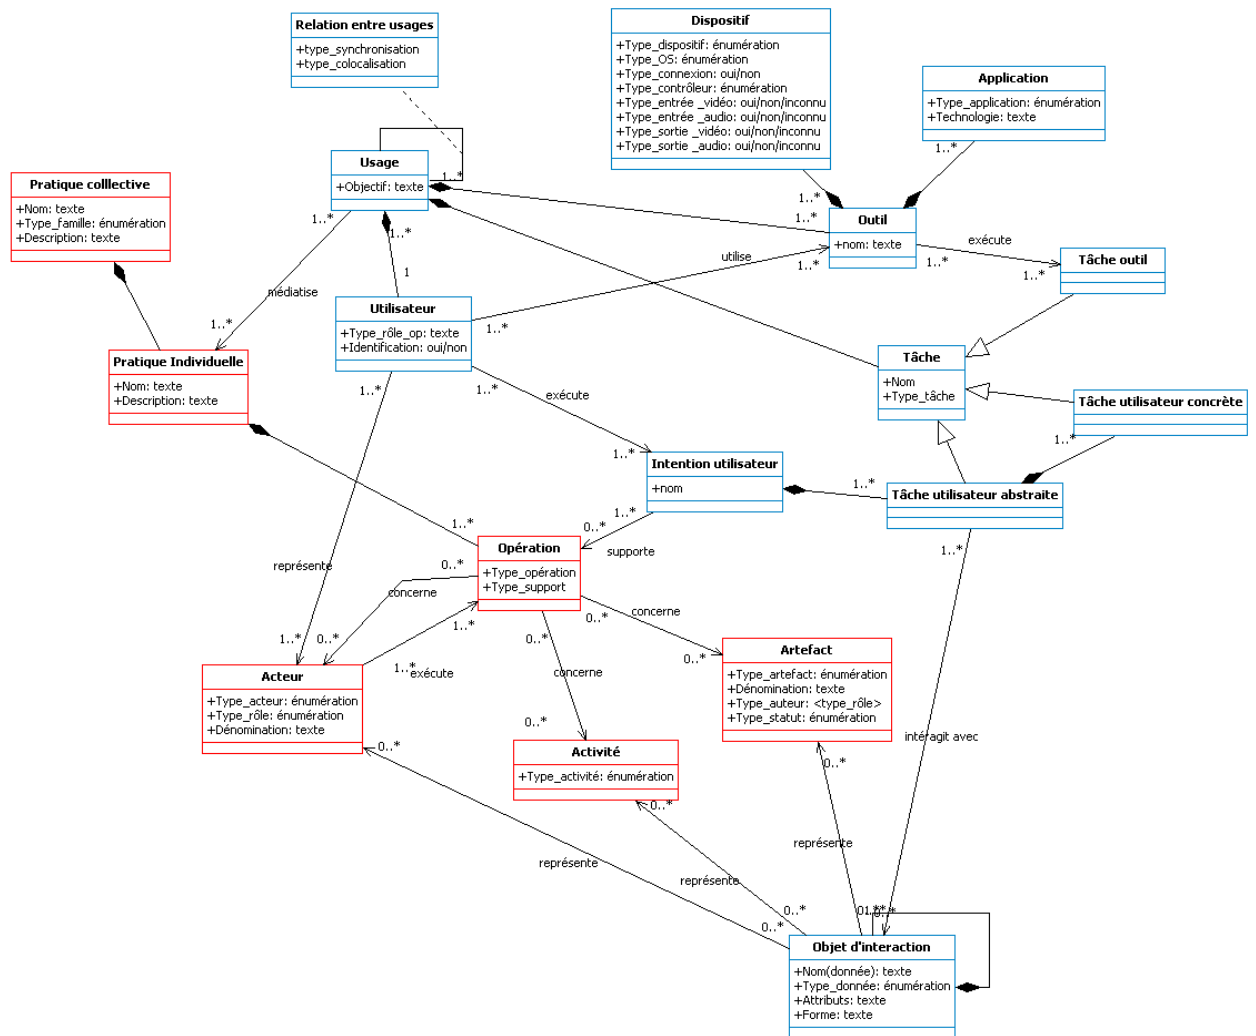 Relation entre usages
+type_synchronisation
+type_colocalisation
Dispositif
+Type_dispositif: énumération
+Type_OS: énumération
+Type_connexion: oui/non
+Type_contrôleur: énumération
+Type_entrée _vidéo: oui/non/inconnu
+Type_entrée _audio: oui/non/inconnu
+Type_sortie _vidéo: oui/non/inconnu
+Type_sortie _audio: oui/non/inconnu
Application
+Type_application: énumération
+Technologie: texte
1..*
Usage
+Objectif: texte
1..*
1..*
1..*
Pratique colllective
+Nom: texte
+Type_famille: énumération
+Description: texte
1..*
1..*
1..*
1
médiatise
1..*
Outil
+nom: texte
exécute
1..*
1..*
Tâche outil
utilise
1..*
1..*
Utilisateur
+Type_rôle_op: texte
+Identification: oui/non
1..*
1..*
exécute
1..*
Pratique Individuelle
+Nom: texte
+Description: texte
Tâche
+Nom
+Type_tâche
Tâche utilisateur concrète
1..*
Intention utilisateur
+nom
1..*
Tâche utilisateur abstraite
1..*
0..*
supporte
1..*
1..*
Opération
+Type_opération
+Type_support
0..*
concerne
0..*
1..*
1..*
exécute
représente
1..*
0..*
concerne
0..*
0..*
concerne
0..*
Acteur
+Type_acteur: énumération
+Type_rôle: énumération
+Dénomination: texte
0..*
Artefact
+Type_artefact: énumération
+Dénomination: texte
+Type_auteur: <type_rôle>
+Type_statut: énumération
0..*
Activité
+Type_activité: énumération
0..*
intéragit avec
représente
représente
représente
0..*
0..*
Objet d'interaction
+Nom(donnée): texte
+Type_donnée: énumération
+Attributs: texte
+Forme: texte